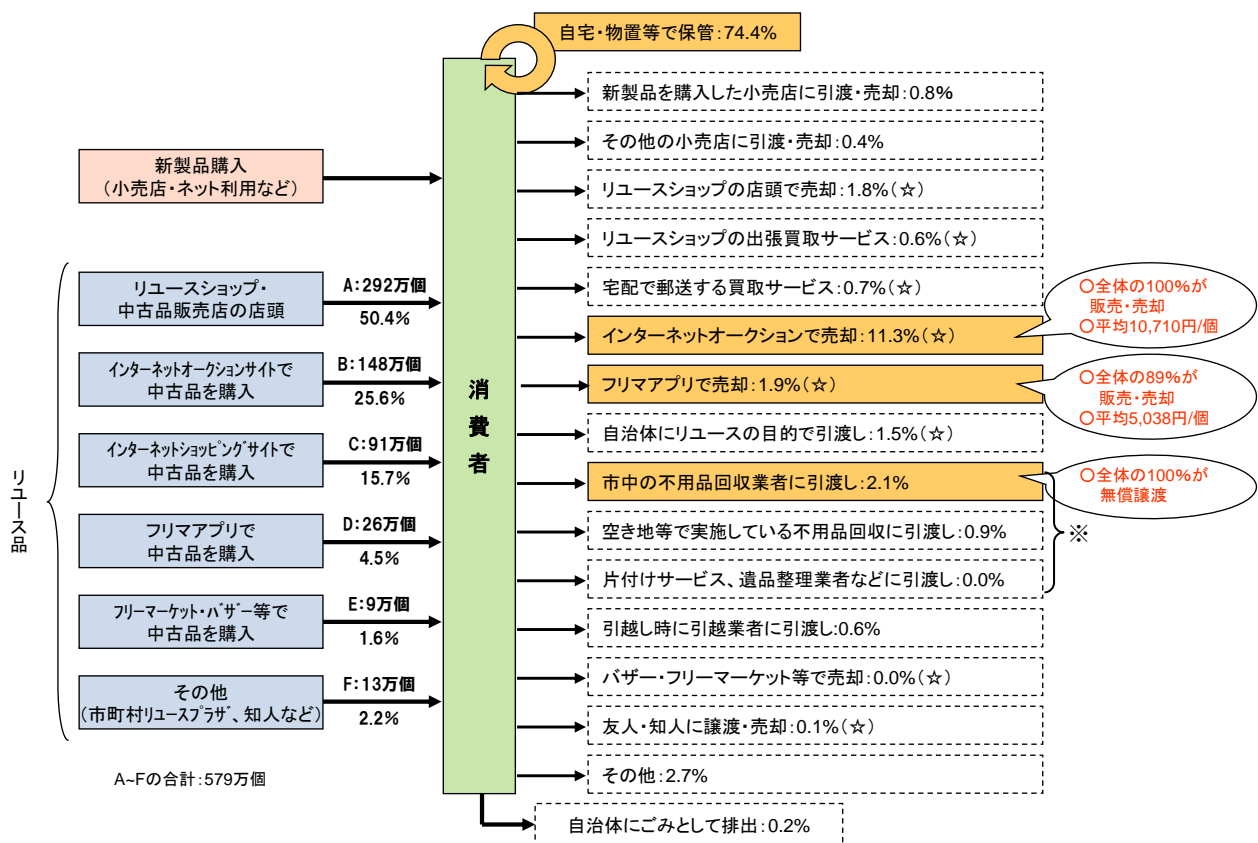 自宅・物置等で保管:74.4%
新製品を購入した小売店に引渡・売却:0.8%
その他の小売店に引渡・売却:0.4%
新製品購入
(小売店・ネット利用など)
リユースショップの店頭で売却:1.8%(☆)
リユースショップの出張買取サービス:0.6%(☆)
リユース品
リユースショップ・
中古品販売店の店頭
A:292万個
50.4%
宅配で郵送する買取サービス:0.7%(☆)
〇全体の100%が
販売・売却
〇平均10,710円/個
インターネットオークションで売却:11.3%(☆)
インターネットオークションサイトで
中古品を購入
B:148万個
25.6%
消費者
フリマアプリで売却:1.9%(☆)
〇全体の89%が
販売・売却
〇平均5,038円/個
自治体にリユースの目的で引渡し:1.5%(☆)
インターネットショッピングサイトで
中古品を購入
C:91万個
15.7%
市中の不用品回収業者に引渡し:2.1%
〇全体の100%が
無償譲渡
フリマアプリで
中古品を購入
D:26万個
4.5%
空き地等で実施している不用品回収に引渡し:0.9%
※
片付けサービス、遺品整理業者などに引渡し:0.0%
フリーマーケット・バザー等で
中古品を購入
E:9万個
1.6%
引越し時に引越業者に引渡し:0.6%
バザー・フリーマーケット等で売却:0.0%(☆)
その他
(市町村リユースプラザ、知人など)
F:13万個
2.2%
友人・知人に譲渡・売却:0.1%(☆)
その他:2.7%
A~Fの合計:579万個
自治体にごみとして排出:0.2%